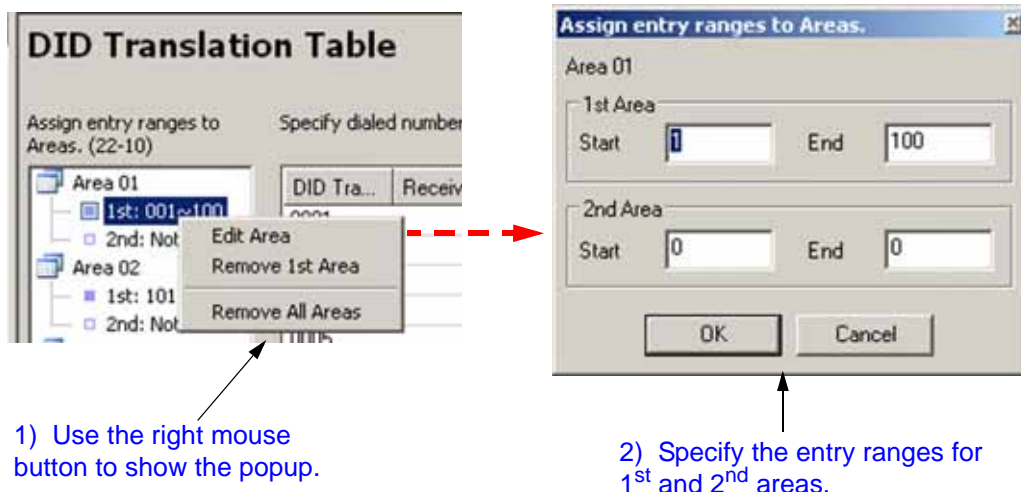 DID Translation Table
Assign entry ranges to
Areas. (22-10)
Specify dialed number
Area 01
1st: 001~100
2nd: Not
Area 02
1st: 101
2nd: Not
DID Tra... Receiv
0001
0005
Edit Area
Remove 1st Area
Remove All Areas
1) Use the right mouse
button to show the popup.
Assign entry ranges to Areas.
Area 01
1st Area
Start 1 End 100
2nd Area
Start 0 End 0
OK Cancel
2) Specify the entry ranges for
1st and 2nd areas.